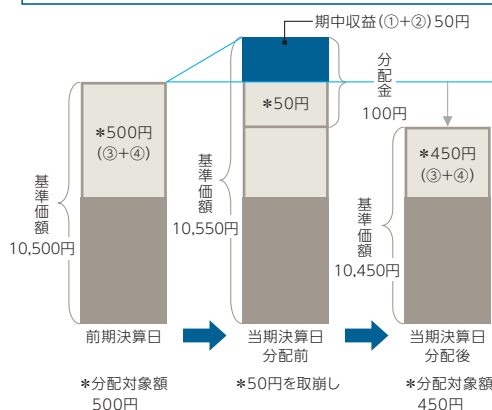 期中収益(①+②)50円
分配金
100円
*50円
*500円
(③+④)
*450円
(③+④)
基準価額
10,500円
基準価額
10,550円
基準価額
10,450円
前期決算日
当期決算日
分配前
当期決算日
分配後
*分配対象額
500円
*50円を取崩し
*分配対象額
450円